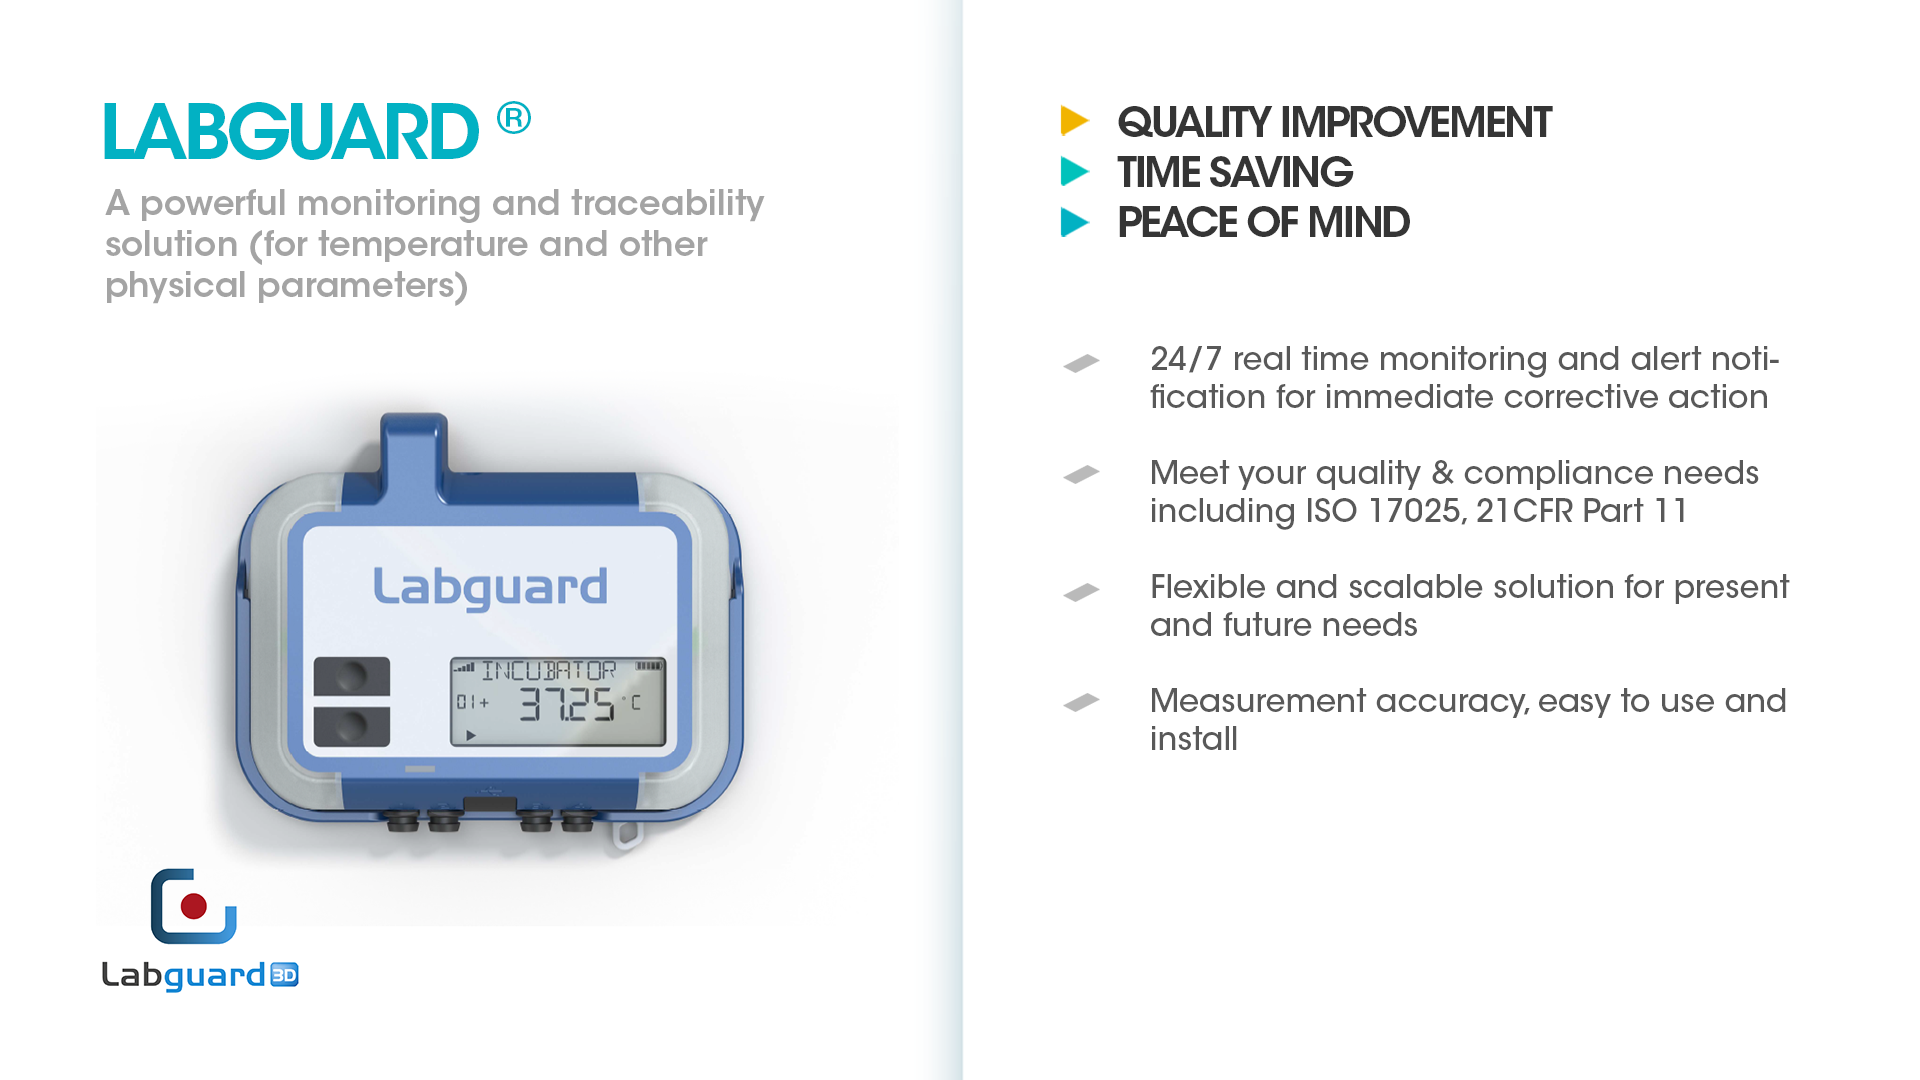 LABGUARD ®
A powerful monitoring and traceability
solution (for temperature and other
physical parameters)
Labguard
INCUBATOR
01+ 37.25 °C
Labguard 3D
QUALITY IMPROVEMENT
TIME SAVING
PEACE OF MIND
24/7 real time monitoring and alert noti-
fication for immediate corrective action
Meet your quality & compliance needs
including ISO 17025, 21CFR Part 11
Flexible and scalable solution for present
and future needs
Measurement accuracy, easy to use and
install